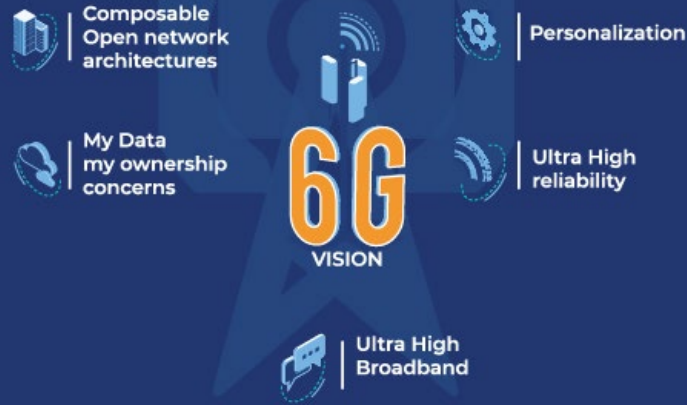 Composable
Open network
architectures
Personalization
My Data
my ownership
concerns
6G
VISION
Ultra High
reliability
Ultra High
Broadband